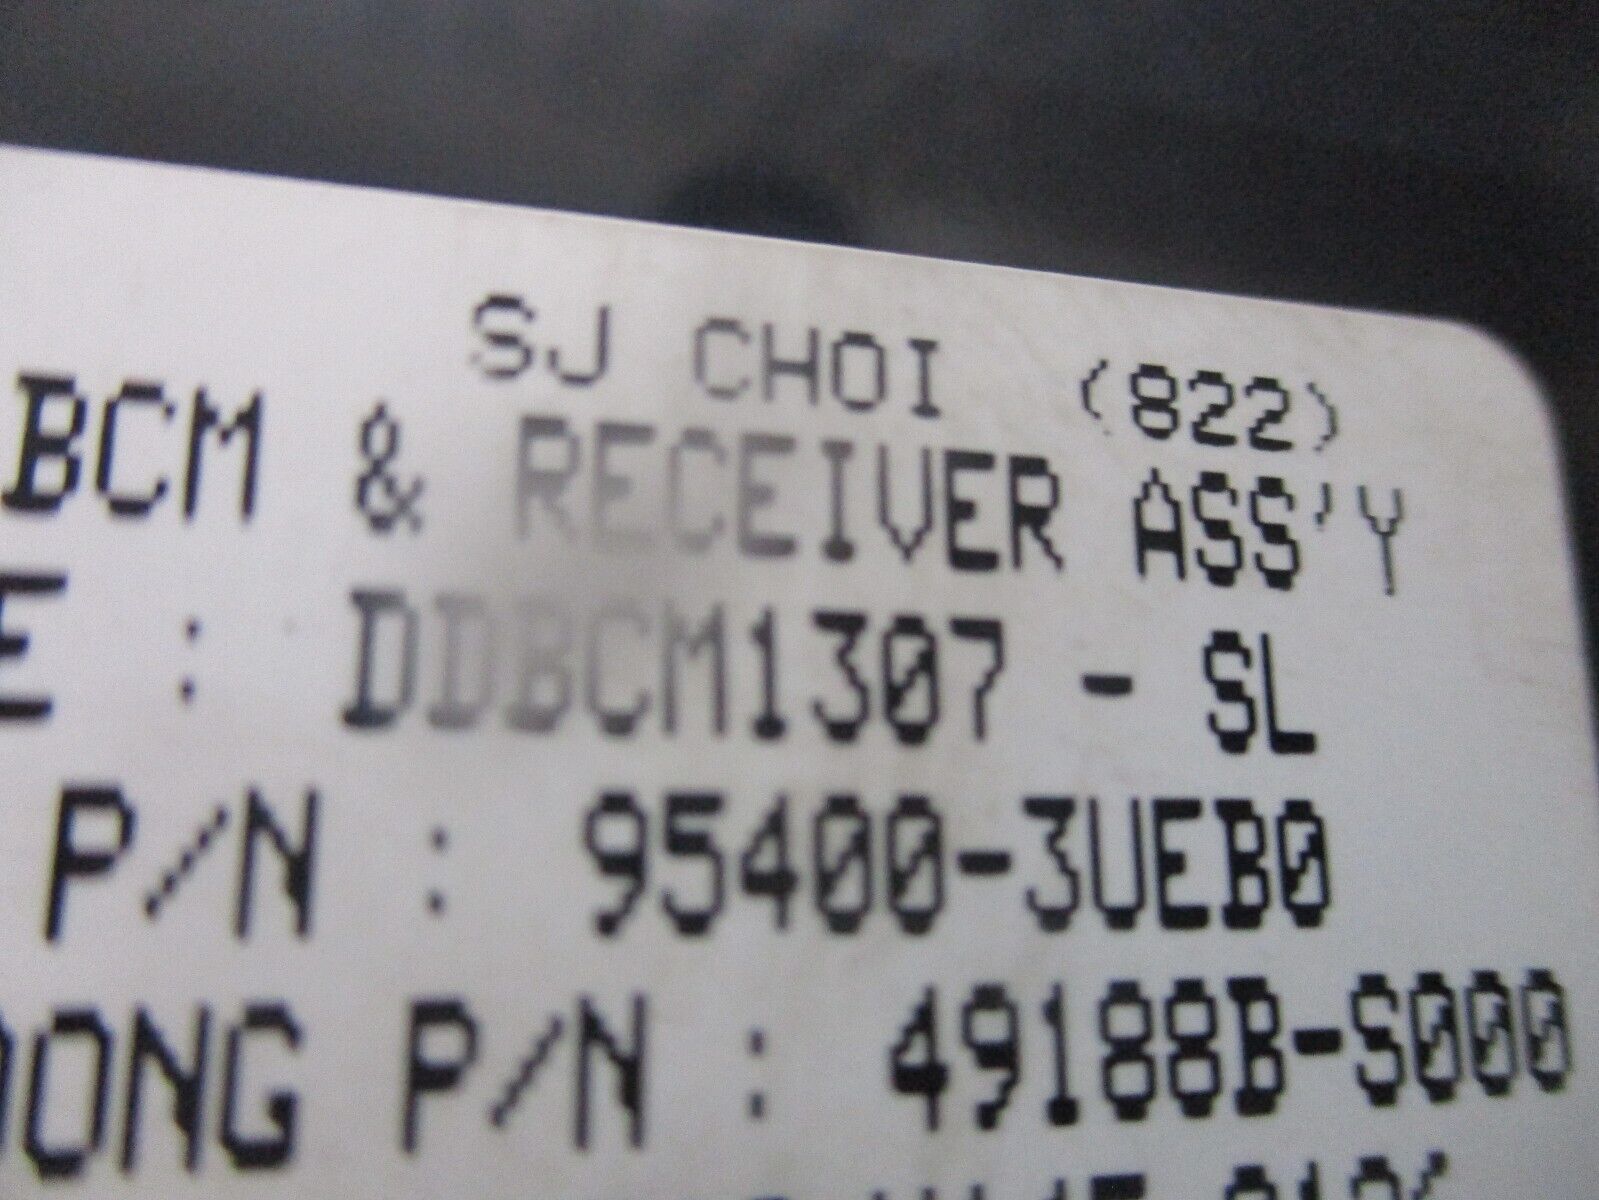 SJ CHOI (822)
BCM & RECEIVER ASS'Y
E : DDBCM1307 - SL
P/N : 95400-3UEB0
DONG P/N : 49188B-S000